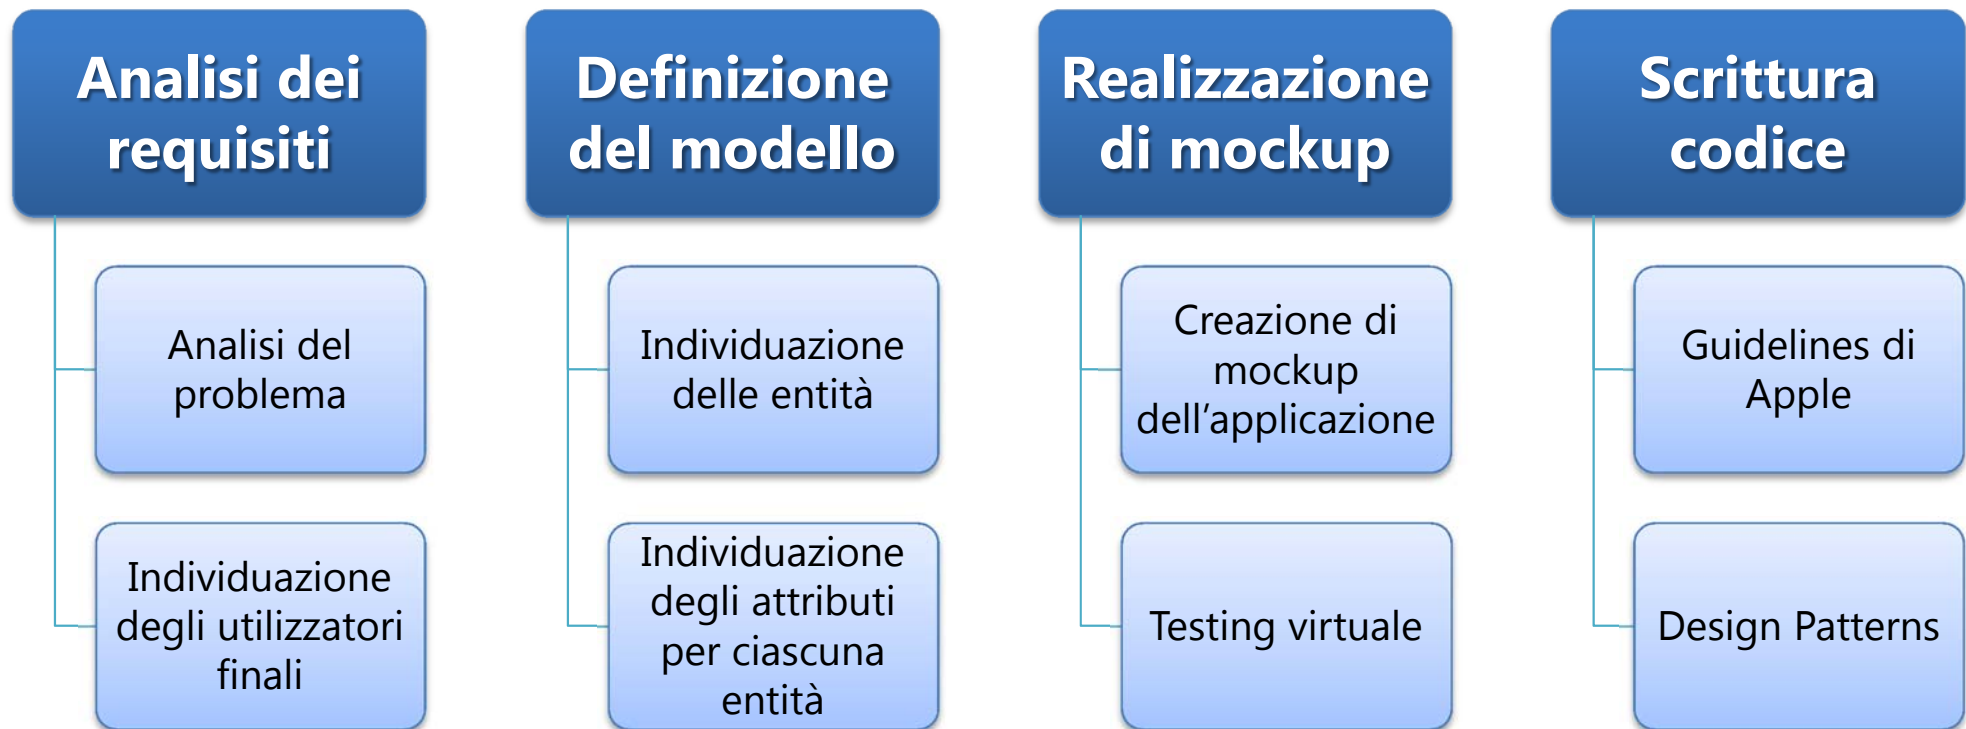 Analisi dei
requisiti
Analisi del
problema
Individuazione
degli utilizzatori
finali
Definizione
del modello
Individuazione
delle entità
Individuazione
degli attributi
per ciascuna
entità
Realizzazione
di mockup
Creazione di
mockup
dell’applicazione
Testing virtuale
Scrittura
codice
Guidelines di
Apple
Design Patterns